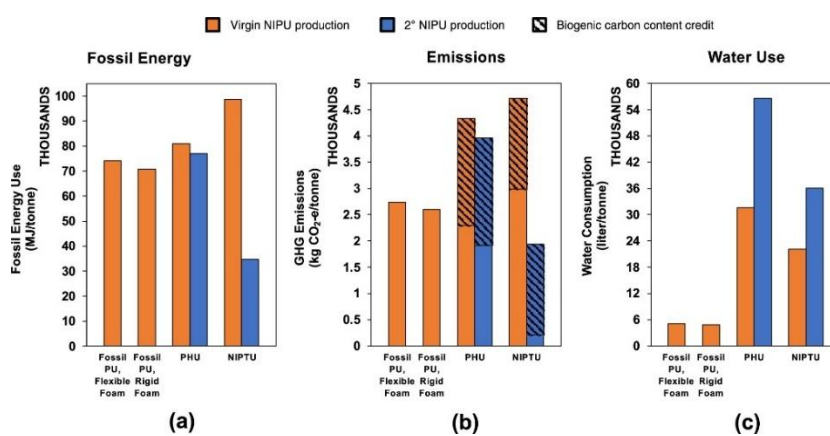 Virgin NIPU production
2° NIPU production
Biogenic carbon content credit
Fossil Energy
Fossil Energy Use
(MJ/tonne)
THOUSANDS
100
90
80
70
60
50
40
30
20
10
0
Fossil
PU,
Flexible
Foam
Fossil
PU,
Rigid
Foam
PHU
NIPTU
(a)
Emissions
GHG Emissions
(kg CO₂-e/tonne)
THOUSANDS
5
4.5
4
3.5
3
2.5
2
1.5
1
0.5
0
Fossil
PU,
Flexible
Foam
Fossil
PU,
Rigid
Foam
PHU
NIPTU
(b)
Water Use
Water Consumption
(liter/tonne)
THOUSANDS
60
54
48
42
36
30
24
18
12
6
0
Fossil
PU,
Flexible
Foam
Fossil
PU,
Rigid
Foam
PHU
NIPTU
(c)